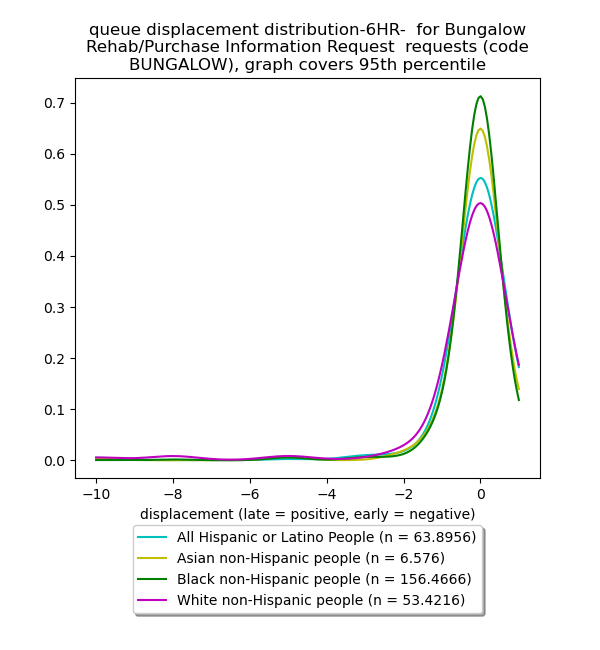 queue displacement distribution-6HR-  for Bungalow
Rehab/Purchase Information Request  requests (code
BUNGALOW), graph covers 95th percentile
0.7
0.6
0.5
0.4
0.3
0.2
0.1
0.0
−10 −8 −6 −4 −2 0
displacement (late = positive, early = negative)
All Hispanic or Latino People (n = 63.8956)
Asian non-Hispanic people (n = 6.576)
Black non-Hispanic people (n = 156.4666)
White non-Hispanic people (n = 53.4216)